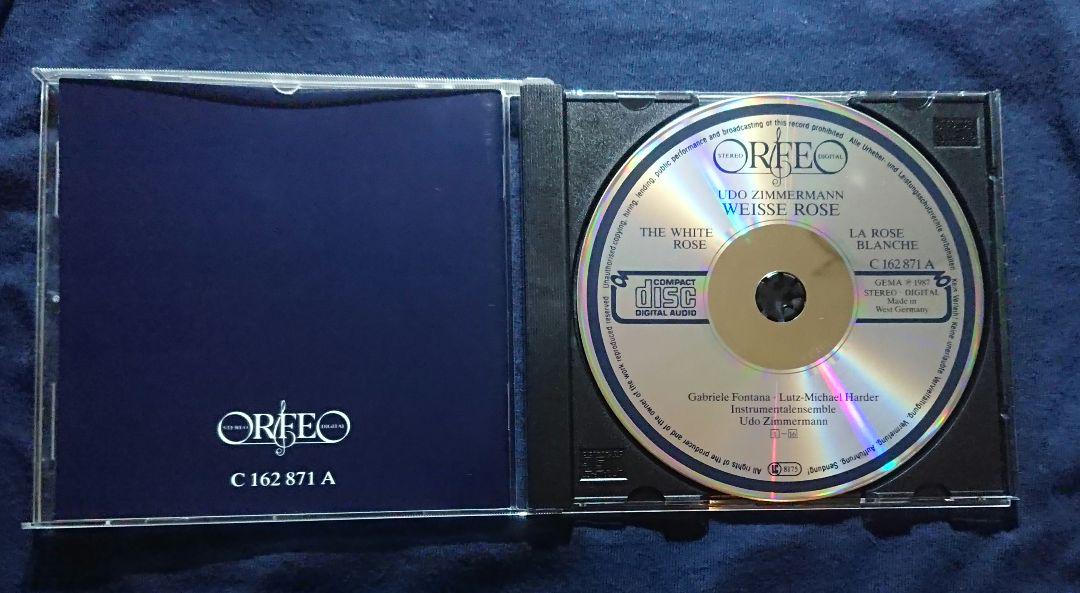 STEREO ORFEO DIGITAL
C 162 871 A
Unauthorised copying, hiring, lending, public performance and broadcasting of this record prohibited
Alle Urheber- und Leistungsschutzrechte vorbehalten
Kein Verleih! Keine unerlaubte Vervielfältigung, Vermietung, Aufführung, Sendung!
All rights of the producer and of the owner of the work reproduced reserved
STEREO ORFEO DIGITAL
UDO ZIMMERMANN
WEISSE ROSE
THE WHITE
ROSE
LA ROSE
BLANCHE
C 162 871 A
COMPACT
disc
DIGITAL AUDIO
GEMA ℗ 1987
STEREO · DIGITAL
Made in
West Germany
Gabriele Fontana · Lutz-Michael Harder
Instrumentalensemble
Udo Zimmermann
1 – 16
8175